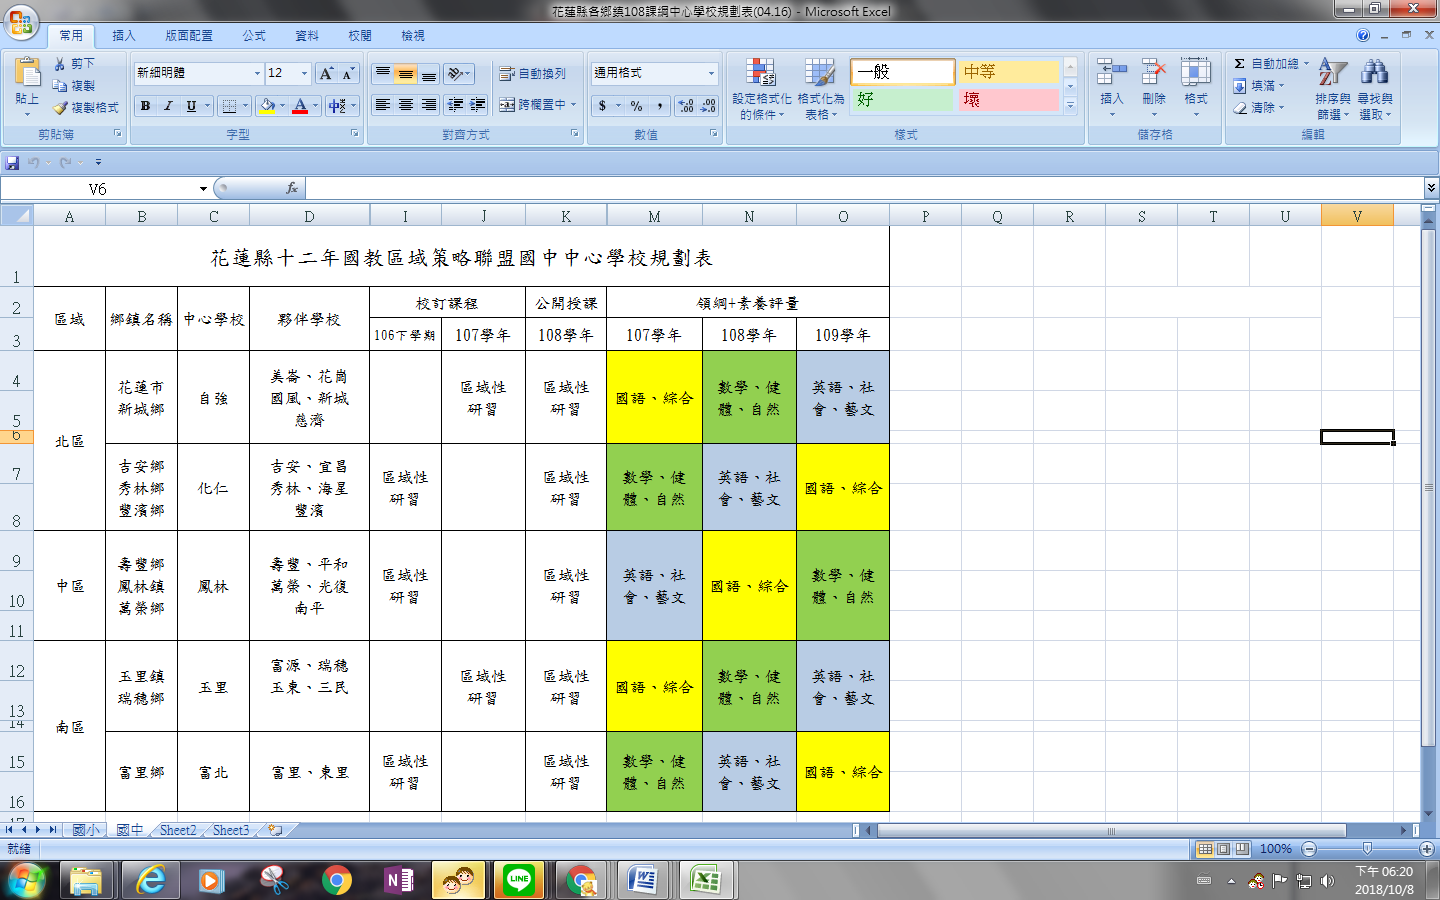 花蓮縣各鄉鎮108課綱中心學校規劃表(04.16) - Microsoft Excel
常用 插入 版面配置 公式 資料 校閱 檢視
貼上 剪下 複製 複製格式 剪貼簿
新細明體 12 B I U 字型
自動換列 跨欄置中 對齊方式
通用格式 $ % , 數值
設定格式化的條件 格式化為表格 一般 中等 好 壞 樣式
插入 刪除 格式 儲存格
Σ 自動加總 填滿 清除 排序與篩選 尋找與選取 編輯
V6 fx
A B C D I J K M N O P Q R S T U V
1 花蓮縣十二年國教區域策略聯盟國中中心學校規劃表
2 區域 鄉鎮名稱 中心學校 夥伴學校 校訂課程 公開授課 領綱+素養評量
3 106下學期 107學年 108學年 107學年 108學年 109學年
4 花蓮市 美崙、花崗 區域性 區域性 數學、健 英語、社
北區 新城鄉 自強 國風、新城 研習 研習 國語、綜合 體、自然 會、藝文
5 慈濟
6
7 吉安鄉 吉安、宜昌 區域性 區域性 數學、健 英語、社
秀林鄉 化仁 秀林、海星 研習 研習 體、自然 會、藝文 國語、綜合
8 豐濱鄉 豐濱
9 壽豐鄉 壽豐、平和 區域性 區域性 英語、社 數學、健
10 中區 鳳林鎮 鳳林 萬榮、光復 研習 研習 會、藝文 國語、綜合 體、自然
11 萬榮鄉 南平
12 玉里鎮 富源、瑞穗 區域性 區域性 數學、健 英語、社
13 南區 瑞穗鄉 玉里 玉東、三民 研習 研習 國語、綜合 體、自然 會、藝文
14
15 區域性 區域性 數學、健 英語、社
16 富里鄉 富北 富里、東里 研習 研習 體、自然 會、藝文 國語、綜合
17
國小 國中 Sheet2 Sheet3
就緒 100%
LINE
下午 06:20
2018/10/8